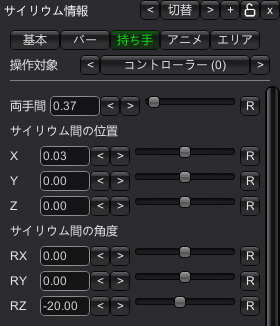 サイリウム情報 < 切替 > + x
基本 バー 持ち手 アニメ エリア
操作対象 < コントローラー (0) >
両手間 0.37 < > R
サイリウム間の位置
X 0.03 < > R
Y 0.00 < > R
Z 0.00 < > R
サイリウム間の角度
RX 0.00 < > R
RY 0.00 < > R
RZ -20.00 < > R